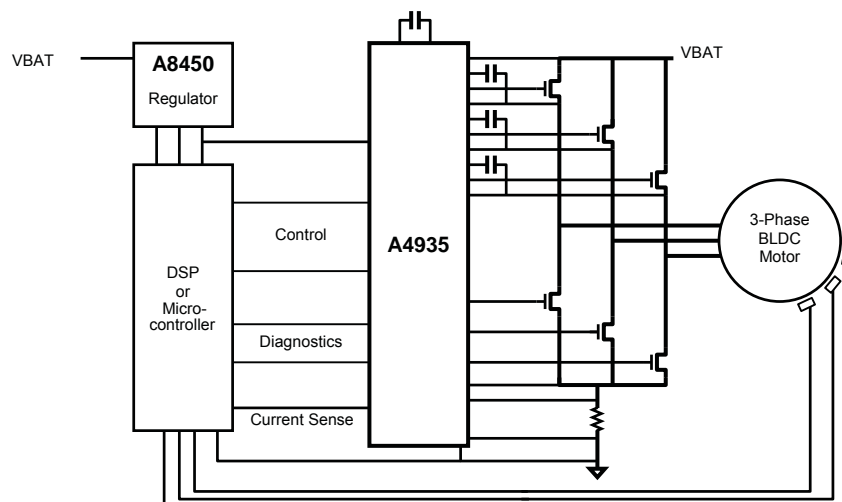 VBAT
A8450
Regulator
VBAT
A4935
Control
3-Phase
BLDC
Motor
DSP
or
Micro-
controller
Diagnostics
Current Sense